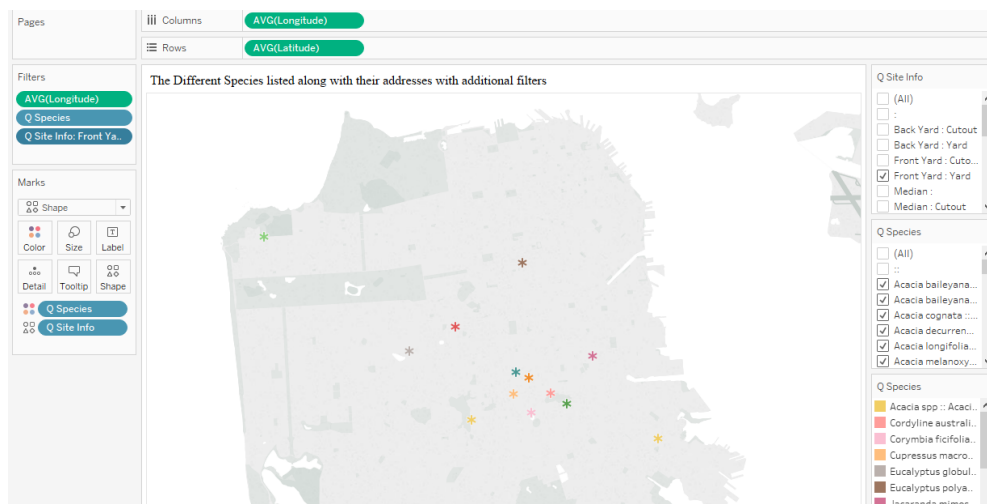 Pages
Columns
AVG(Longitude)
Rows
AVG(Latitude)
Filters
AVG(Longitude)
Q Species
Q Site Info: Front Ya..
Marks
Shape
Color
Size
Label
Detail
Tooltip
Shape
Q Species
Q Site Info
The Different Species listed along with their addresses with additional filters
Q Site Info
(All)
:
Back Yard : Cutout
Back Yard : Yard
Front Yard : Cuto...
Front Yard : Yard
Median :
Median : Cutout
Q Species
(All)
::
Acacia baileyana...
Acacia baileyana...
Acacia cognata ::...
Acacia decurren...
Acacia longifolia...
Acacia melanoxy...
Q Species
Acacia spp :: Acaci..
Cordyline australi..
Corymbia ficifolia..
Cupressus macro..
Eucalyptus globul..
Eucalyptus polya..